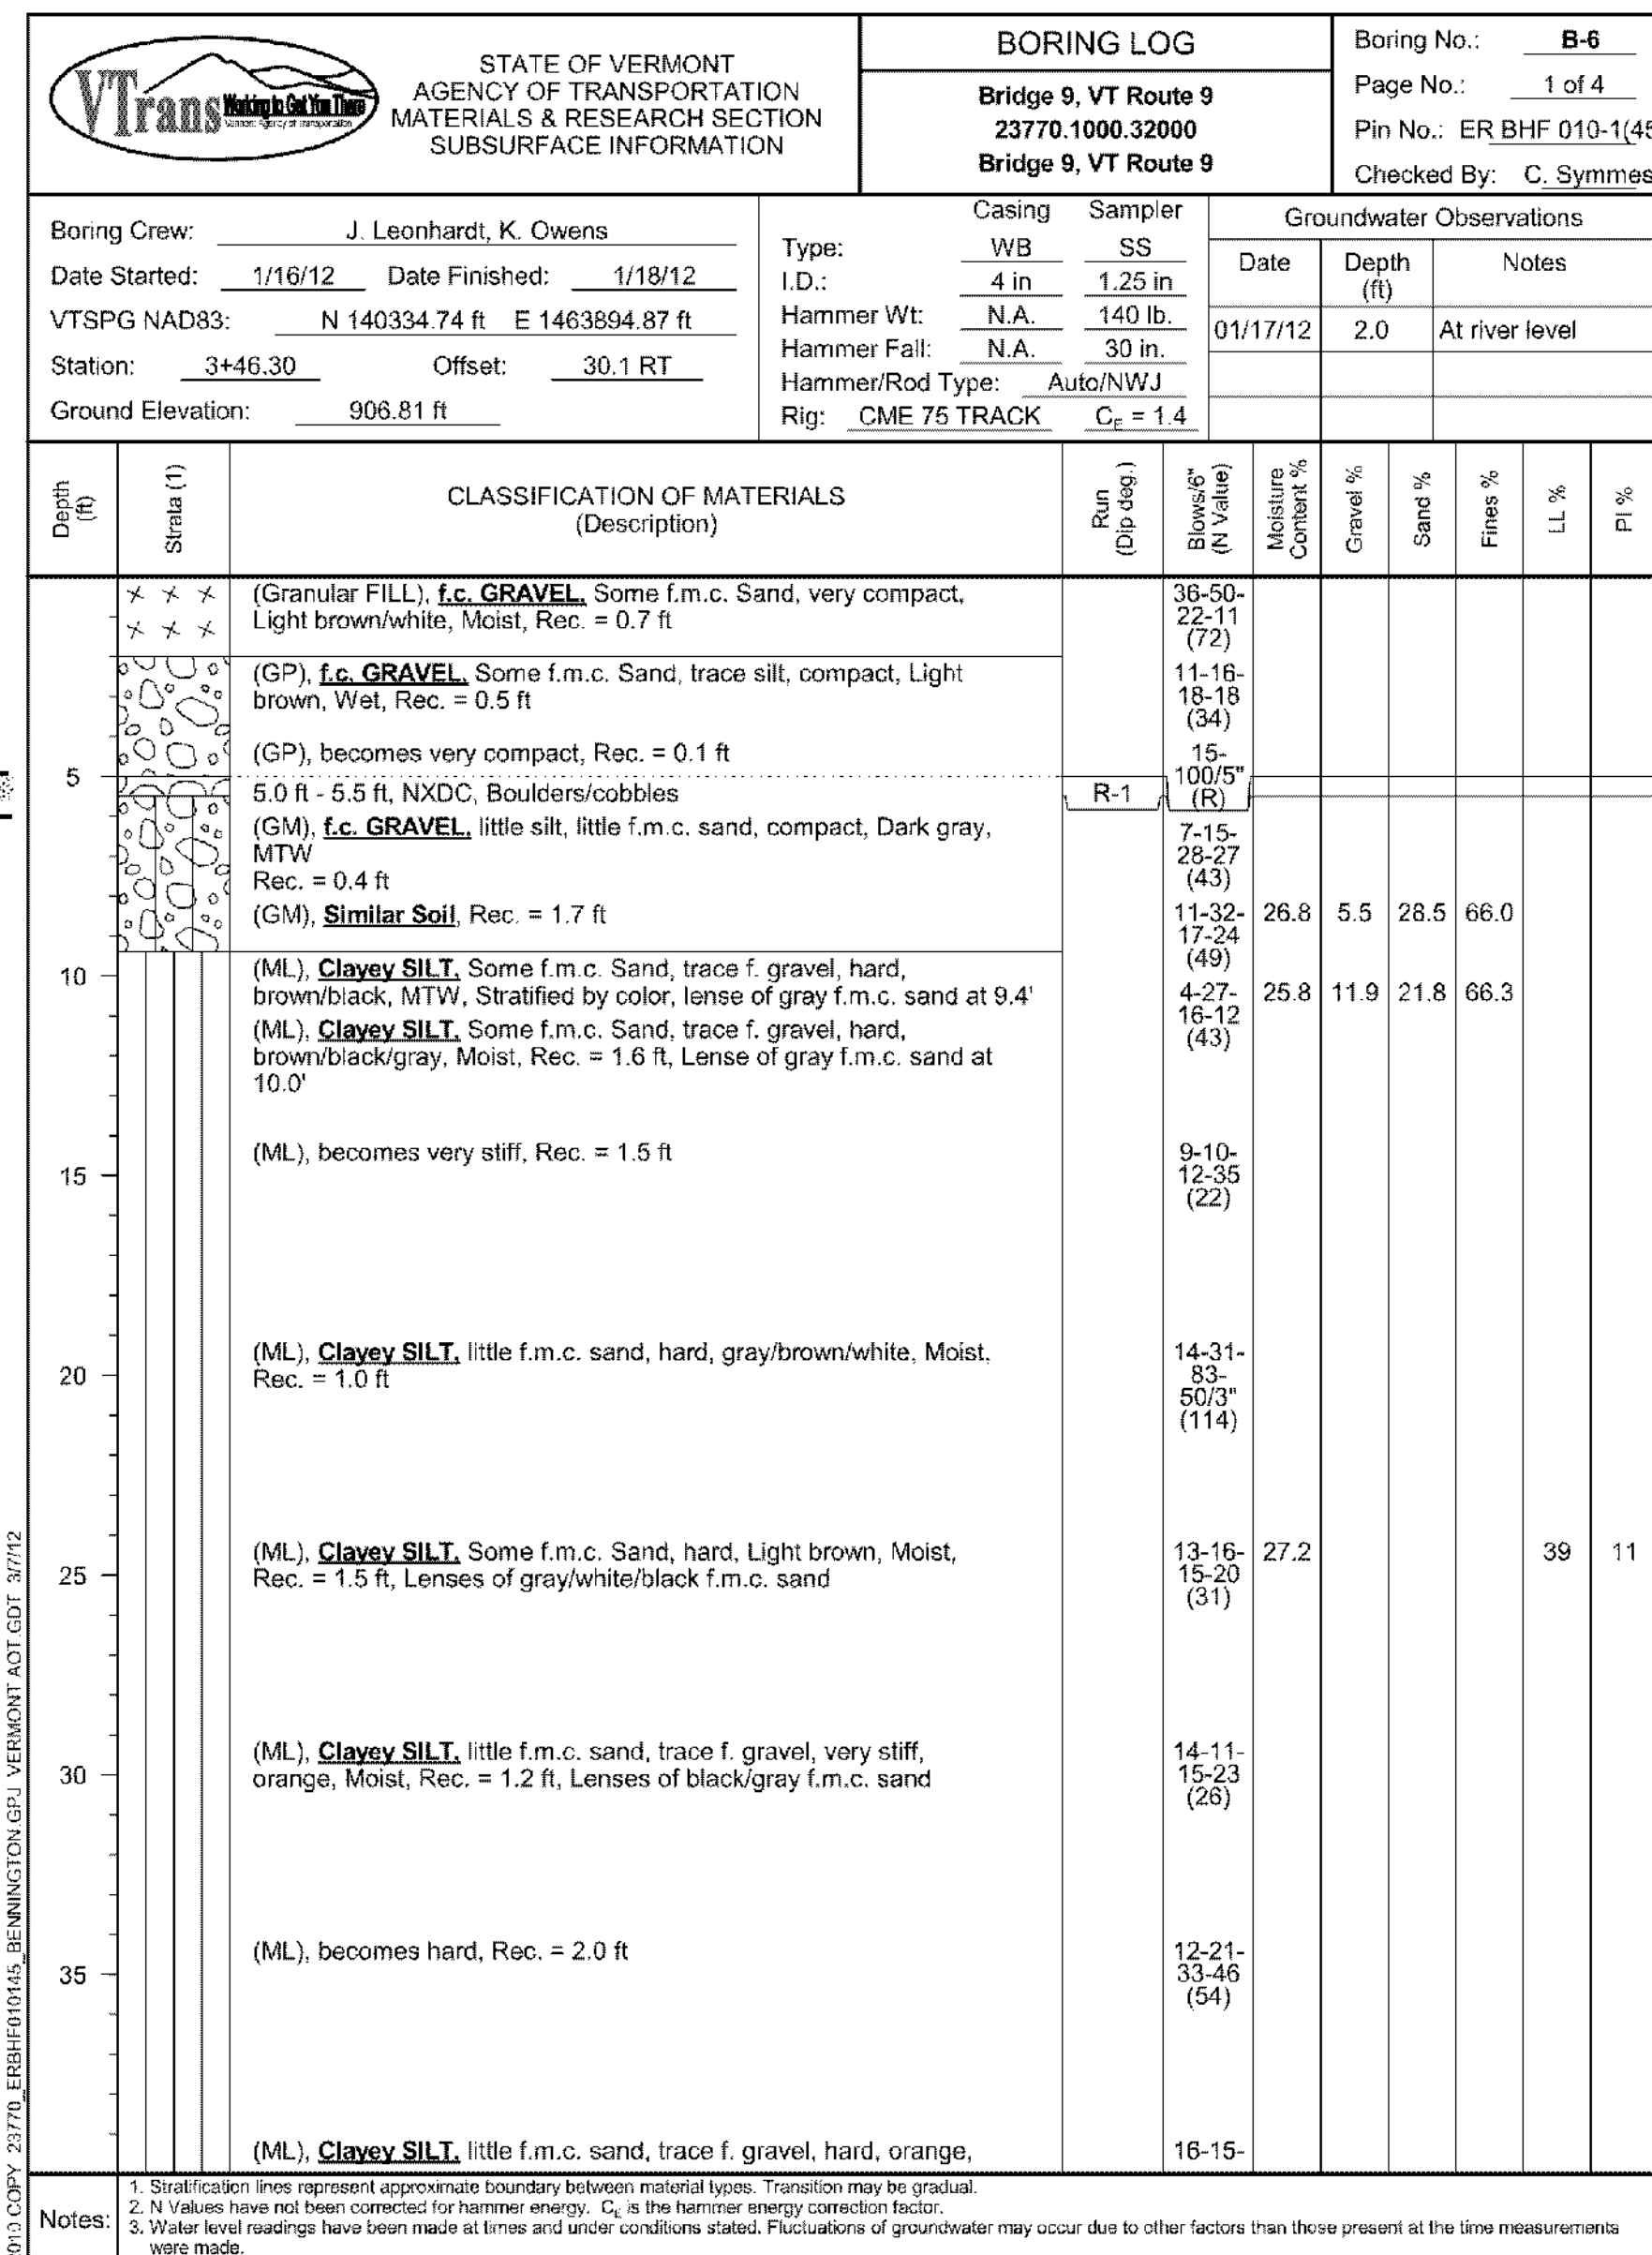 VTrans Working to Get You There
Vermont Agency of Transportation
STATE OF VERMONT
AGENCY OF TRANSPORTATION
MATERIALS & RESEARCH SECTION
SUBSURFACE INFORMATION
BORING LOG
Bridge 9, VT Route 9
23770.1000.32000
Bridge 9, VT Route 9
Boring No.: B-6
Page No.: 1 of 4
Pin No.: ER BHF 010-1(45
Checked By: C. Symmes
Boring Crew: J. Leonhardt, K. Owens
Date Started: 1/16/12 Date Finished: 1/18/12
VTSPG NAD83: N 140334.74 ft E 1463894.87 ft
Station: 3+46.30 Offset: 30.1 RT
Ground Elevation: 906.81 ft
Casing Sampler
Type: WB SS
I.D.: 4 in 1.25 in
Hammer Wt: N.A. 140 lb.
Hammer Fall: N.A. 30 in.
Hammer/Rod Type: Auto/NWJ
Rig: CME 75 TRACK CE = 1.4
Groundwater Observations
Date Depth (ft) Notes
01/17/12 2.0 At river level
Depth (ft)
Strata (1)
CLASSIFICATION OF MATERIALS
(Description)
Run (Dip deg.)
Blows/6" (N Value)
Moisture Content %
Gravel %
Sand %
Fines %
LL %
PI %
(Granular FILL), f.c. GRAVEL, Some f.m.c. Sand, very compact, 36-50-
Light brown/white, Moist, Rec. = 0.7 ft 22-11
(72)
(GP), f.c. GRAVEL, Some f.m.c. Sand, trace silt, compact, Light 11-16-
brown, Wet, Rec. = 0.5 ft 18-18
(34)
(GP), becomes very compact, Rec. = 0.1 ft 15-
5 100/5"
5.0 ft - 5.5 ft, NXDC, Boulders/cobbles R-1 (R)
(GM), f.c. GRAVEL, little silt, little f.m.c. sand, compact, Dark gray, 7-15-
MTW 28-27
Rec. = 0.4 ft (43)
(GM), Similar Soil, Rec. = 1.7 ft 11-32- 26.8 5.5 28.5 66.0
17-24
(49)
10 (ML), Clayey SILT, Some f.m.c. Sand, trace f. gravel, hard,
brown/black, MTW, Stratified by color, lense of gray f.m.c. sand at 9.4' 4-27- 25.8 11.9 21.8 66.3
16-12
(ML), Clayey SILT, Some f.m.c. Sand, trace f. gravel, hard, (43)
brown/black/gray, Moist, Rec. = 1.6 ft, Lense of gray f.m.c. sand at
10.0'
(ML), becomes very stiff, Rec. = 1.5 ft 9-10-
15 12-35
(22)
(ML), Clayey SILT, little f.m.c. sand, hard, gray/brown/white, Moist, 14-31-
20 Rec. = 1.0 ft 83-
50/3"
(114)
(ML), Clayey SILT, Some f.m.c. Sand, hard, Light brown, Moist, 13-16- 27.2 39 11
25 Rec. = 1.5 ft, Lenses of gray/white/black f.m.c. sand 15-20
(31)
(ML), Clayey SILT, little f.m.c. sand, trace f. gravel, very stiff, 14-11-
30 orange, Moist, Rec. = 1.2 ft, Lenses of black/gray f.m.c. sand 15-23
(26)
(ML), becomes hard, Rec. = 2.0 ft 12-21-
35 33-46
(54)
(ML), Clayey SILT, little f.m.c. sand, trace f. gravel, hard, orange, 16-15-
Notes:
1. Stratification lines represent approximate boundary between material types. Transition may be gradual.
2. N Values have not been corrected for hammer energy. CE is the hammer energy correction factor.
3. Water level readings have been made at times and under conditions stated. Fluctuations of groundwater may occur due to other factors than those present at the time measurements
were made.
COPY 23770_ERBHF010145_BENNINGTON.GPJ VERMONT AOT.GDT 3/7/12